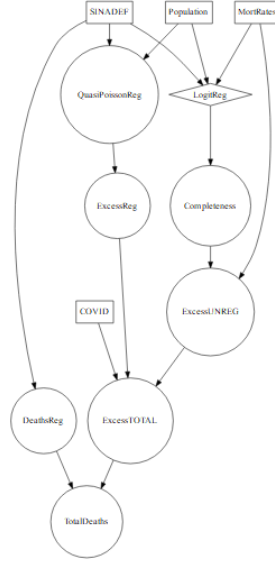 SINADEF
Population
MortRates
QuasiPoissonReg
LogitReg
ExcessReg
Completeness
COVID
ExcessUNREG
DeathsReg
ExcessTOTAL
TotalDeaths